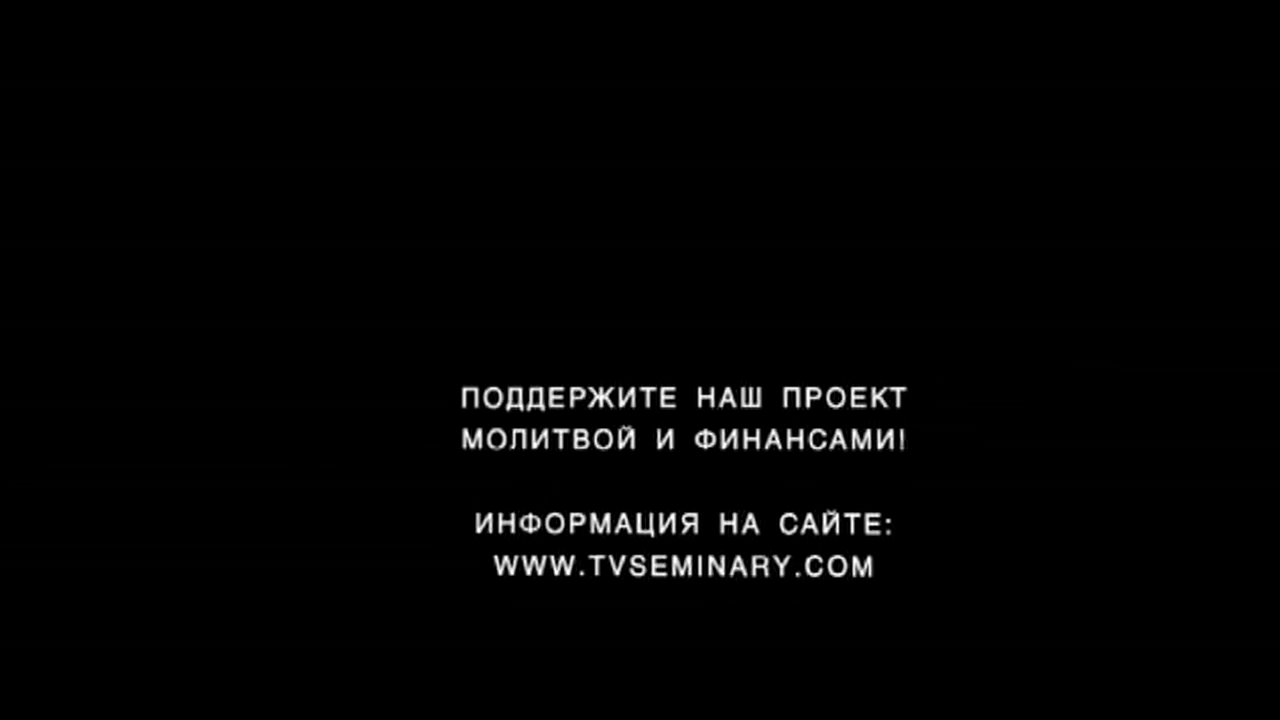 ПОДДЕРЖИТЕ НАШ ПРОЕКТ
МОЛИТВОЙ И ФИНАНСАМИ!
ИНФОРМАЦИЯ НА САЙТЕ:
WWW.TVSEMINARY.COM